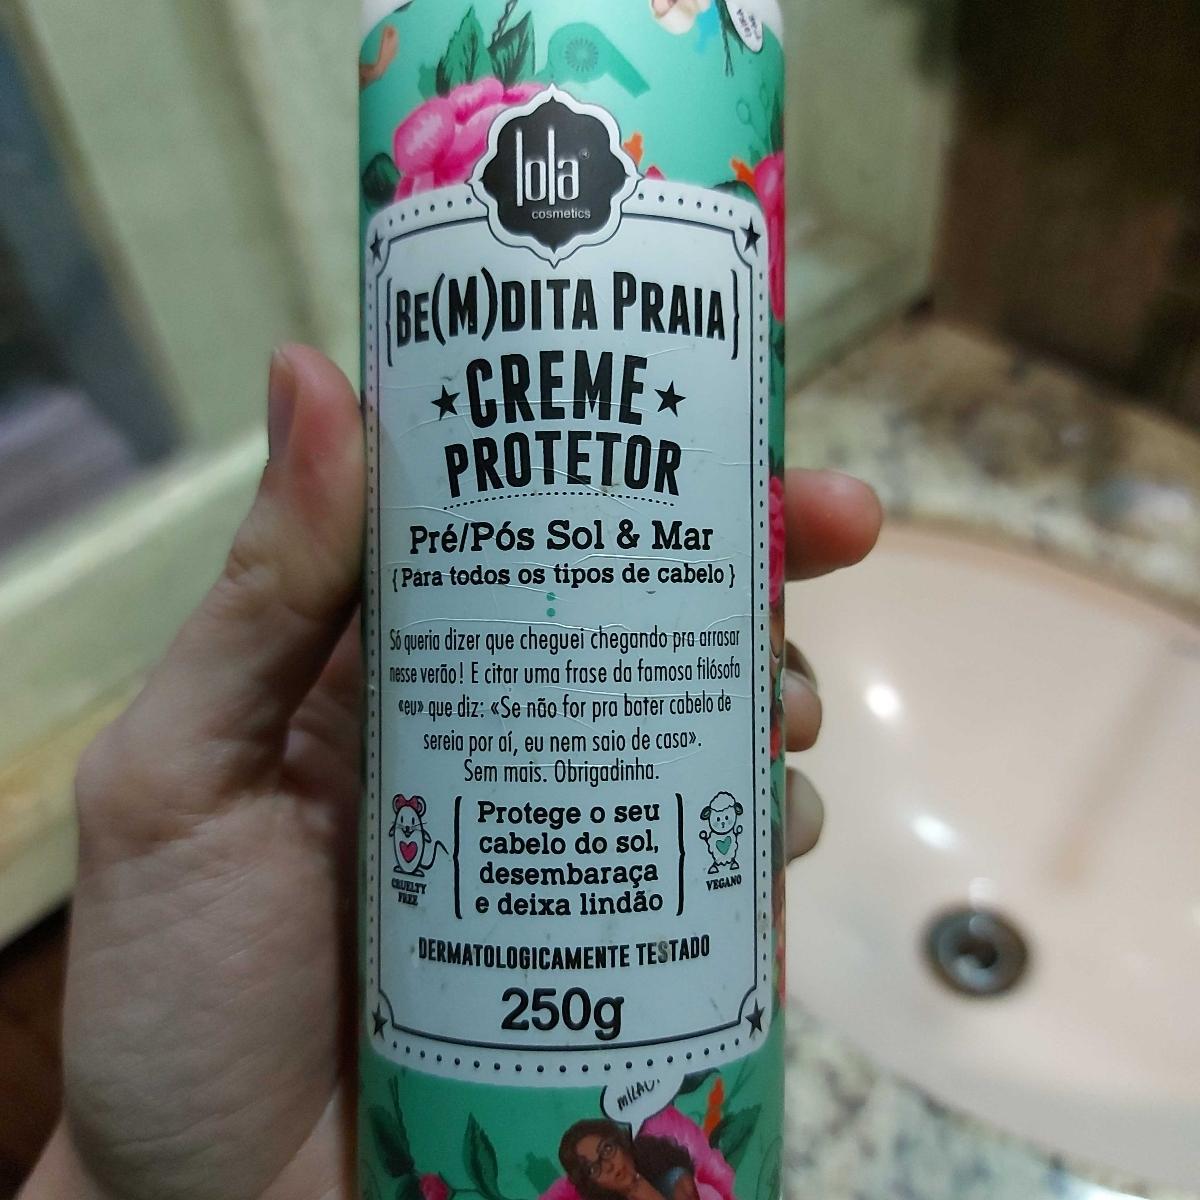 lola
cosmetics
{BE(M)DITA PRAIA}
CREME
PROTETOR
Pré/Pós Sol & Mar
{Para todos os tipos de cabelo}
Só queria dizer que cheguei chegando pra arrasar
nesse verão! E citar uma frase da famosa filósofa
«eu» que diz: «Se não for pra bater cabelo de
sereia por aí, eu nem saio de casa».
Sem mais. Obrigadinha.
Protege o seu
cabelo do sol,
desembaraça
e deixa lindão
CRUELTY
FREE
VEGANO
DERMATOLOGICAMENTE TESTADO
250g